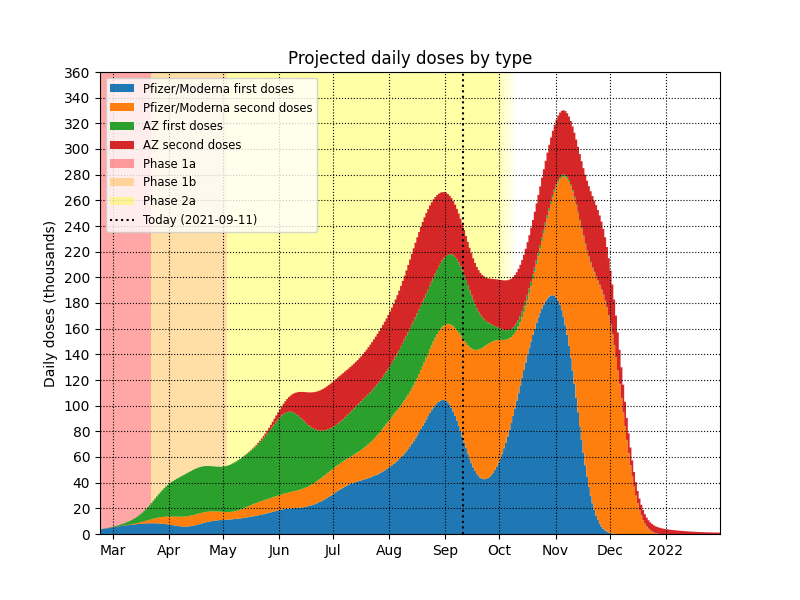 Projected daily doses by type
Daily doses (thousands)
360
340
320
300
280
260
240
220
200
180
160
140
120
100
80
60
40
20
0
Pfizer/Moderna first doses
Pfizer/Moderna second doses
AZ first doses
AZ second doses
Phase 1a
Phase 1b
Phase 2a
Today (2021-09-11)
Mar Apr May Jun Jul Aug Sep Oct Nov Dec 2022